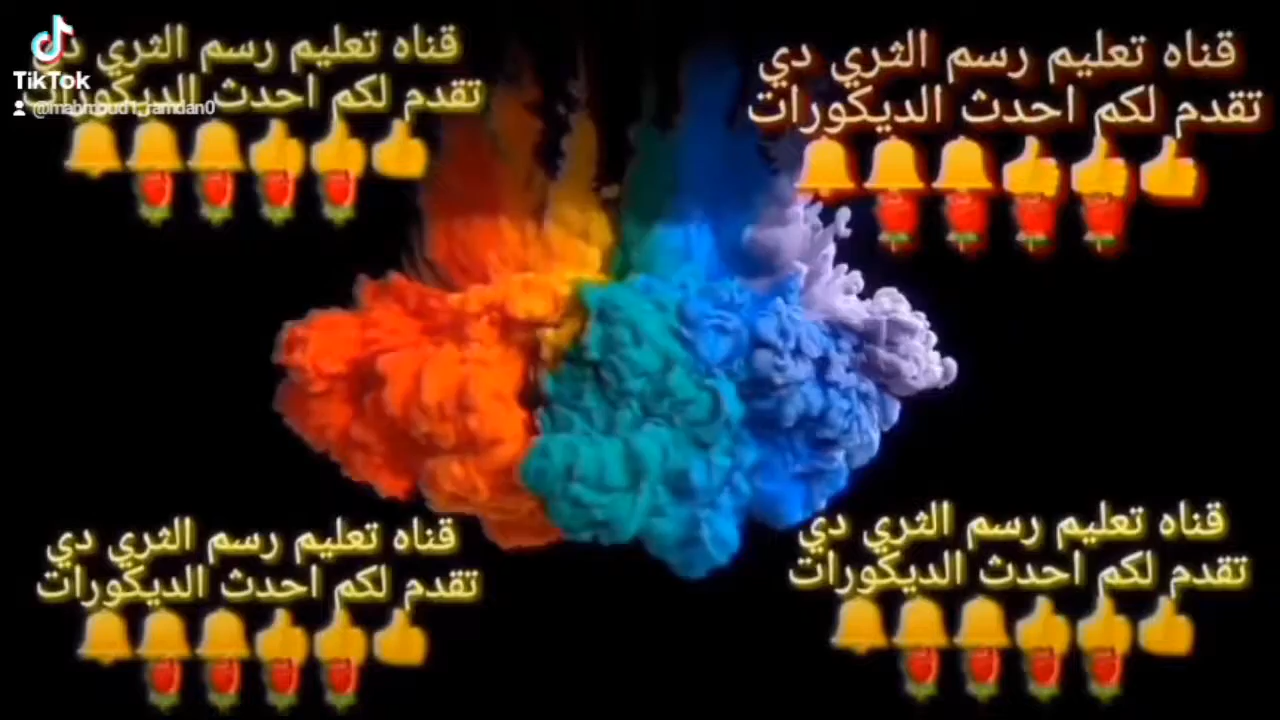 TikTok
@mahmoud1_ramdan0
قناه تعليم رسم الثري دي
تقدم لكم احدث الديكورات
قناه تعليم رسم الثري دي
تقدم لكم احدث الديكورات
قناه تعليم رسم الثري دي
تقدم لكم احدث الديكورات
قناه تعليم رسم الثري دي
تقدم لكم احدث الديكورات